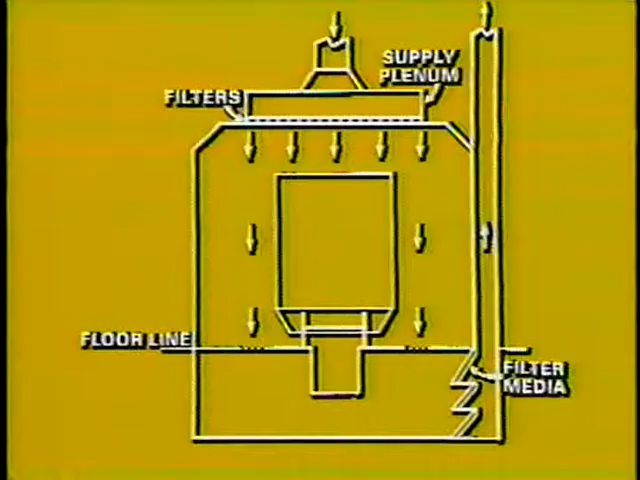 SUPPLY
PLENUM
FILTERS
FLOOR LINE
FILTER
MEDIA